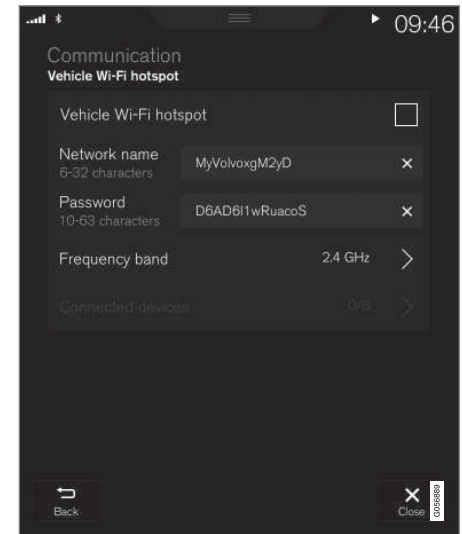 09:46
Communication
Vehicle Wi-Fi hotspot
Vehicle Wi-Fi hotspot
Network name
6-32 characters
MyVolvoxgM2yD
Password
10-63 characters
D6AD6I1wRuacoS
Frequency band 2.4 GHz
Connected devices 0/8
Back
Close
G056889